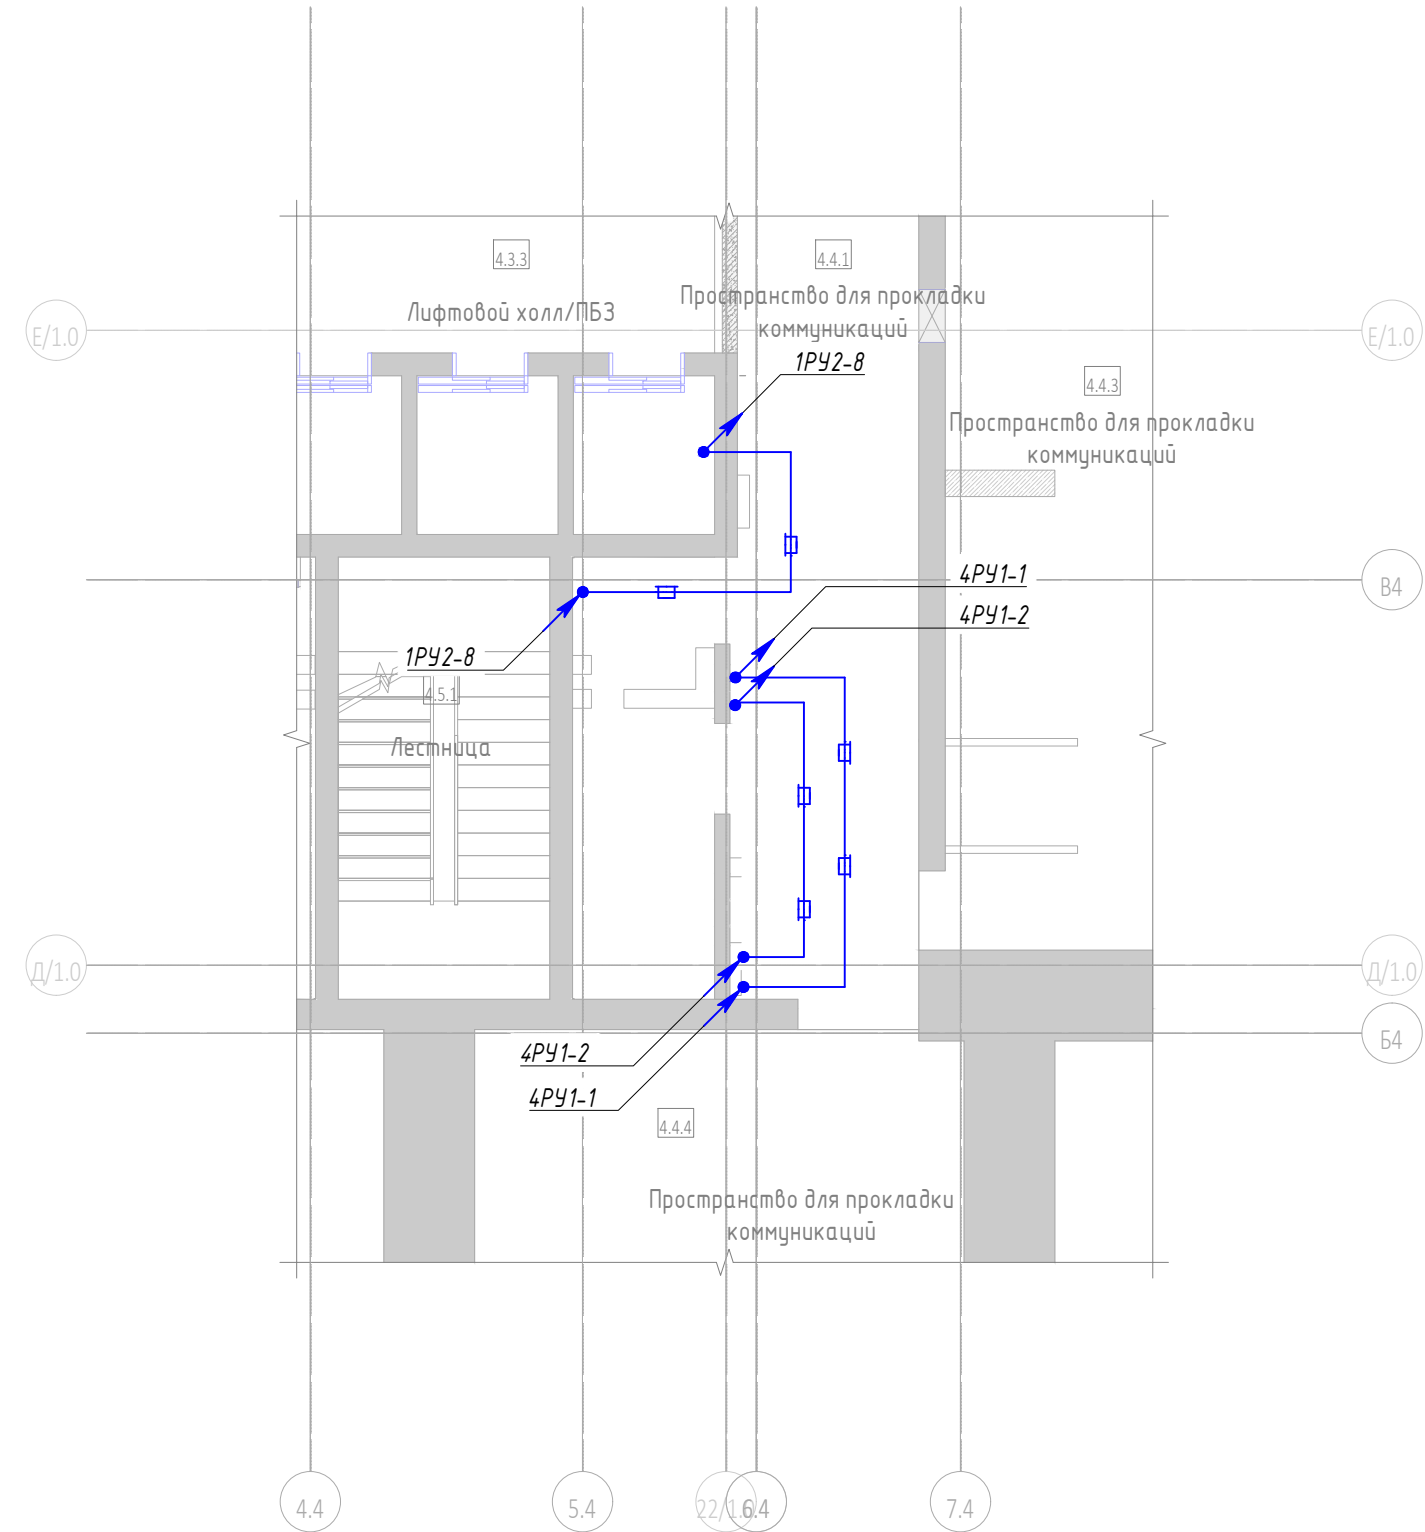 4.3.3
4.4.1
Лифтовой холл/ПБЗ
Пространство для прокладки
коммуникаций
Е/1.0
Е/1.0
1РУ2-8
4.4.3
Пространство для прокладки
коммуникаций
4РУ1-1
В4
4РУ1-2
1РУ2-8
4.5.1
Лестница
Д/1.0
Д/1.0
4РУ1-2
Б4
4РУ1-1
4.4.4
Пространство для прокладки
коммуникаций
4.4
5.4
22/1.0
6.4
7.4